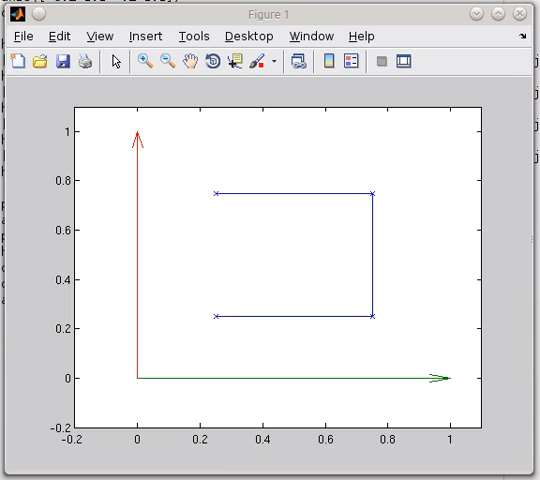 Figure 1
File Edit View Insert Tools Desktop Window Help
1
0.8
0.6
0.4
0.2
0
-0.2
-0.2 0 0.2 0.4 0.6 0.8 1